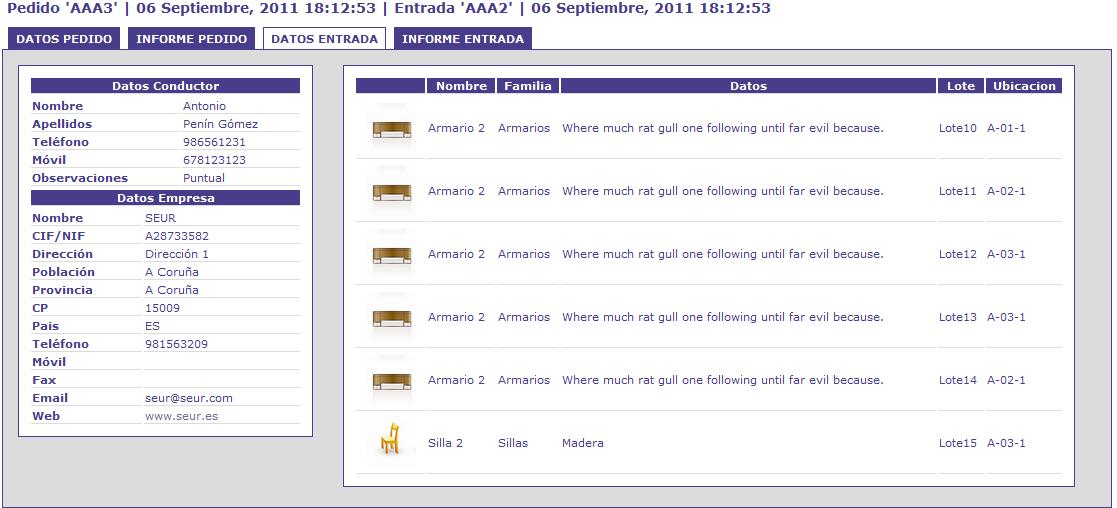 Pedido 'AAA3' | 06 Septiembre, 2011 18:12:53 | Entrada 'AAA2' | 06 Septiembre, 2011 18:12:53
DATOS PEDIDO INFORME PEDIDO DATOS ENTRADA INFORME ENTRADA
Datos Conductor
Nombre Antonio
Apellidos Penín Gómez
Teléfono 986561231
Móvil 678123123
Observaciones Puntual
Datos Empresa
Nombre SEUR
CIF/NIF A28733582
Dirección Dirección 1
Población A Coruña
Provincia A Coruña
CP 15009
Pais ES
Teléfono 981563209
Móvil
Fax
Email seur@seur.com
Web www.seur.es
Nombre Familia Datos Lote Ubicacion
Armario 2 Armarios Where much rat gull one following until far evil because. Lote10 A-01-1
Armario 2 Armarios Where much rat gull one following until far evil because. Lote11 A-02-1
Armario 2 Armarios Where much rat gull one following until far evil because. Lote12 A-03-1
Armario 2 Armarios Where much rat gull one following until far evil because. Lote13 A-03-1
Armario 2 Armarios Where much rat gull one following until far evil because. Lote14 A-02-1
Silla 2 Sillas Madera Lote15 A-03-1